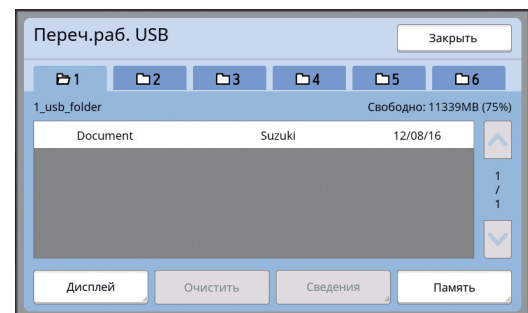 Переч.раб. USB Закрыть
1 2 3 4 5 6
1_usb_folder Свободно: 11339MB (75%)
Document Suzuki 12/08/16
1
/
1
Дисплей Очистить Сведения Память